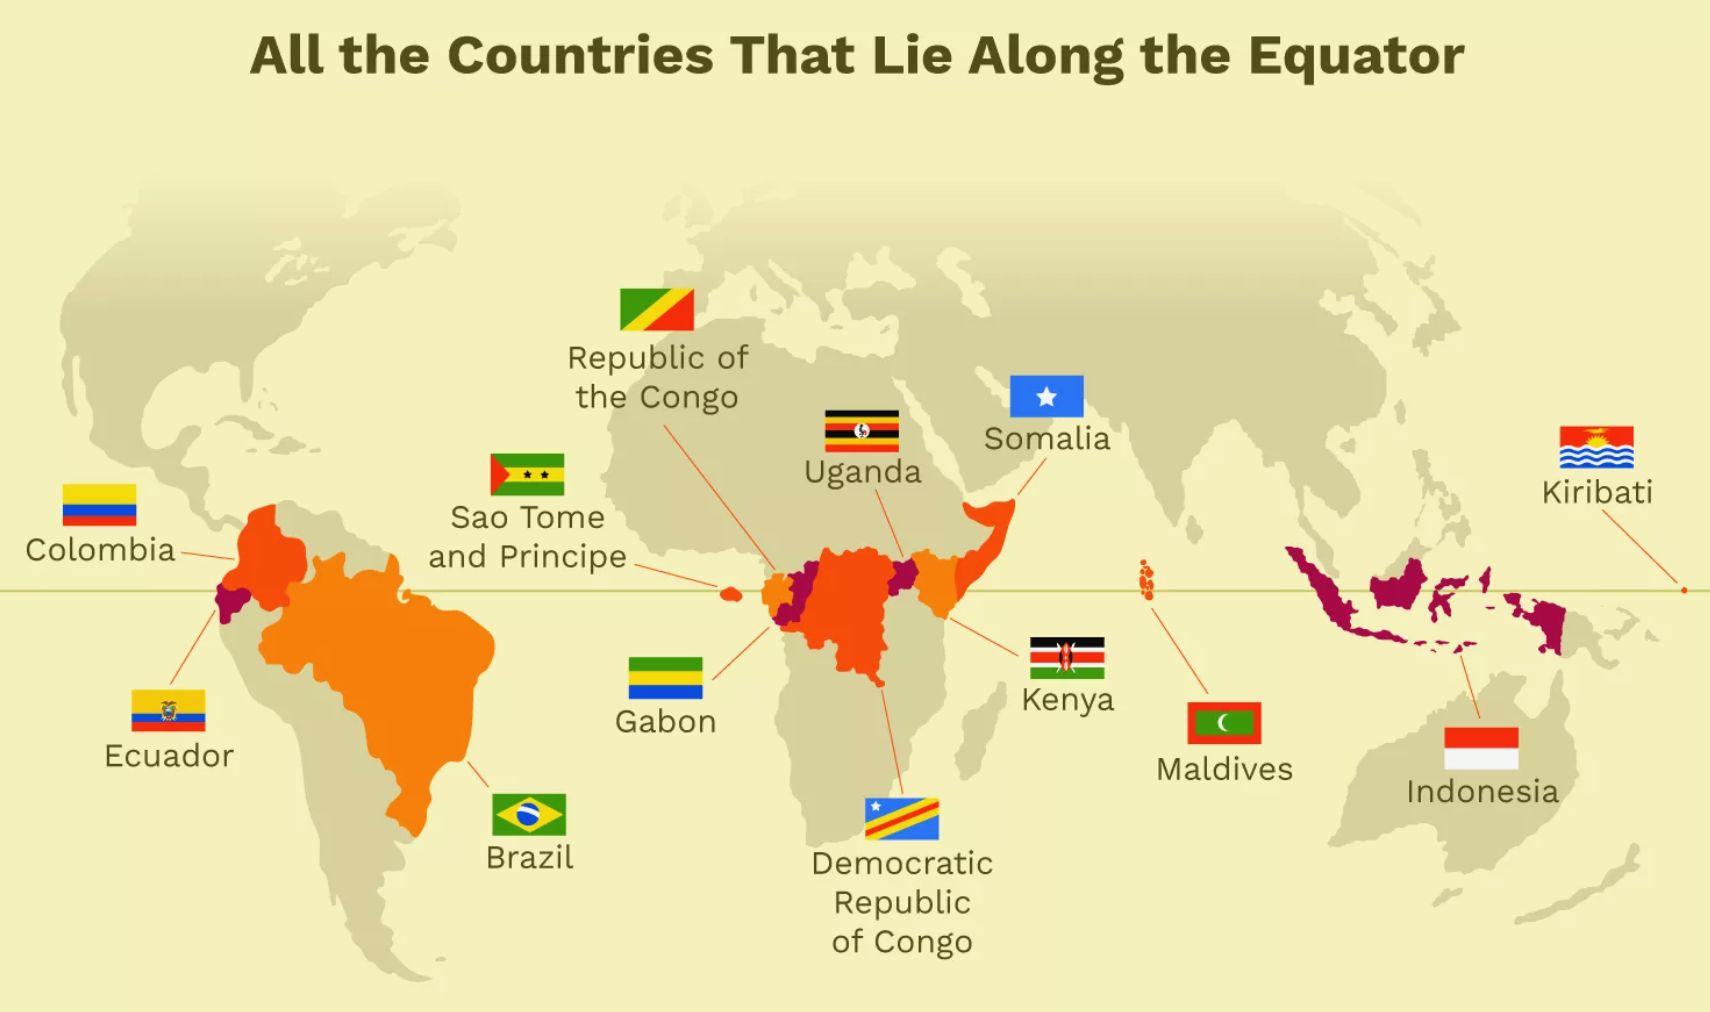 All the Countries That Lie Along the Equator
Republic of
the Congo
Somalia
Uganda
Kiribati
Sao Tome
and Principe
Colombia
Kenya
Gabon
Ecuador
Maldives
Indonesia
Brazil
Democratic
Republic
of Congo